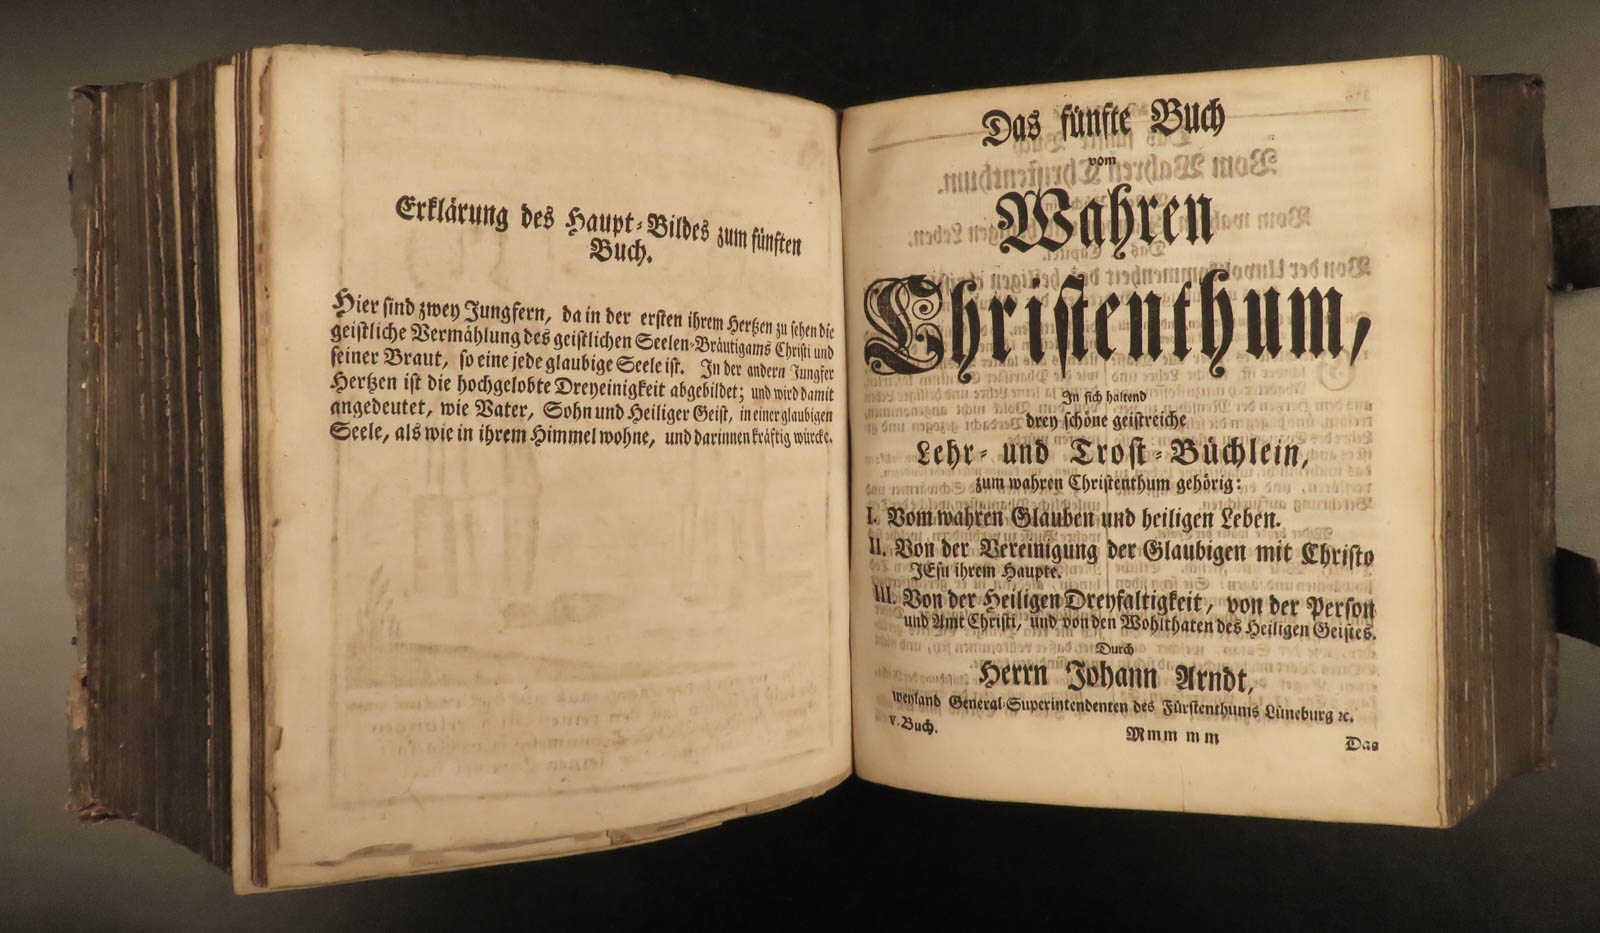 Erklärung des Haupt-Bildes zum fünften
Buch.
Hier sind zwey Jungfern, da in der ersten ihrem Hertzen zu sehen die
geistliche Vermählung des geistlichen Seelen-Bräutigams Christi und
seiner Braut, so eine jede glaubige Seele ist. In der andern Jungfer
Hertzen ist die hochgelobte Dreyeinigkeit abgebildet; und wird damit
angedeutet, wie Vater, Sohn und Heiliger Geist, in einer glaubigen
Seele, als wie in ihrem Himmel wohne, und darinnen kräftig würcke.
Das fünfte Buch
vom
Wahren
Christenthum,
In sich haltend
drey schöne geistreiche
Lehr- und Trost-Büchlein,
zum wahren Christenthum gehörig:
I. Vom wahren Glauben und heiligen Leben.
II. Von der Vereinigung der Glaubigen mit Christo
JEsu ihrem Haupte.
III. Von der Heiligen Dreyfaltigkeit, von der Person
und Amt Christi, und von den Wohlthaten des Heiligen Geistes.
Durch
Herrn Johann Arndt,
weyland General-Superintendenten des Fürstenthums Lüneburg ꝛc.
V. Buch.
Mmm mm
Das